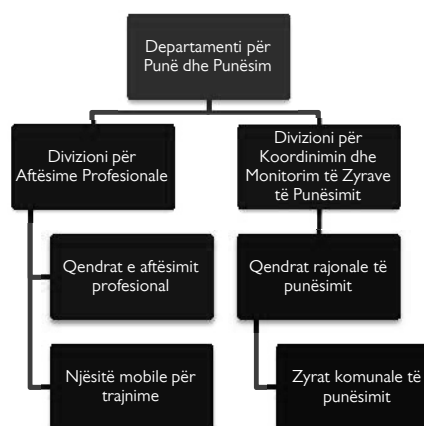 Departamenti për
Punë dhe Punësim
Divizioni për
Aftësime Profesionale
Divizioni për
Koordinimin dhe
Monitorim të Zyrave
të Punësimit
Qendrat e aftësimit
profesional
Qendrat rajonale të
punësimit
Njësitë mobile për
trajnime
Zyrat komunale të
punësimit